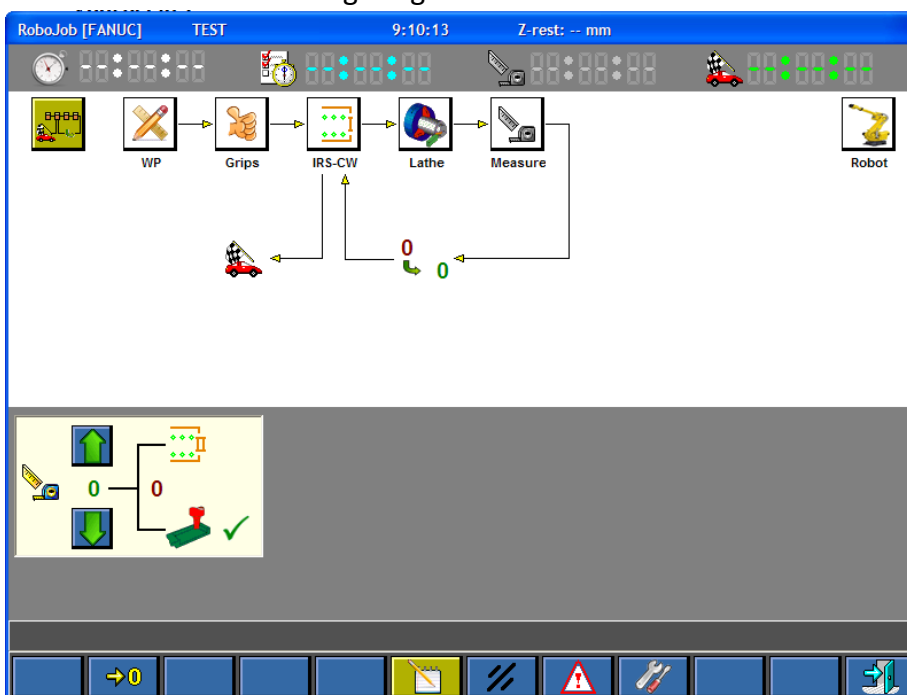 RoboJob [FANUC] TEST 9:10:13 Z-rest: -- mm
WP Grips IRS-CW Lathe Measure Robot
0
0
0 0
0